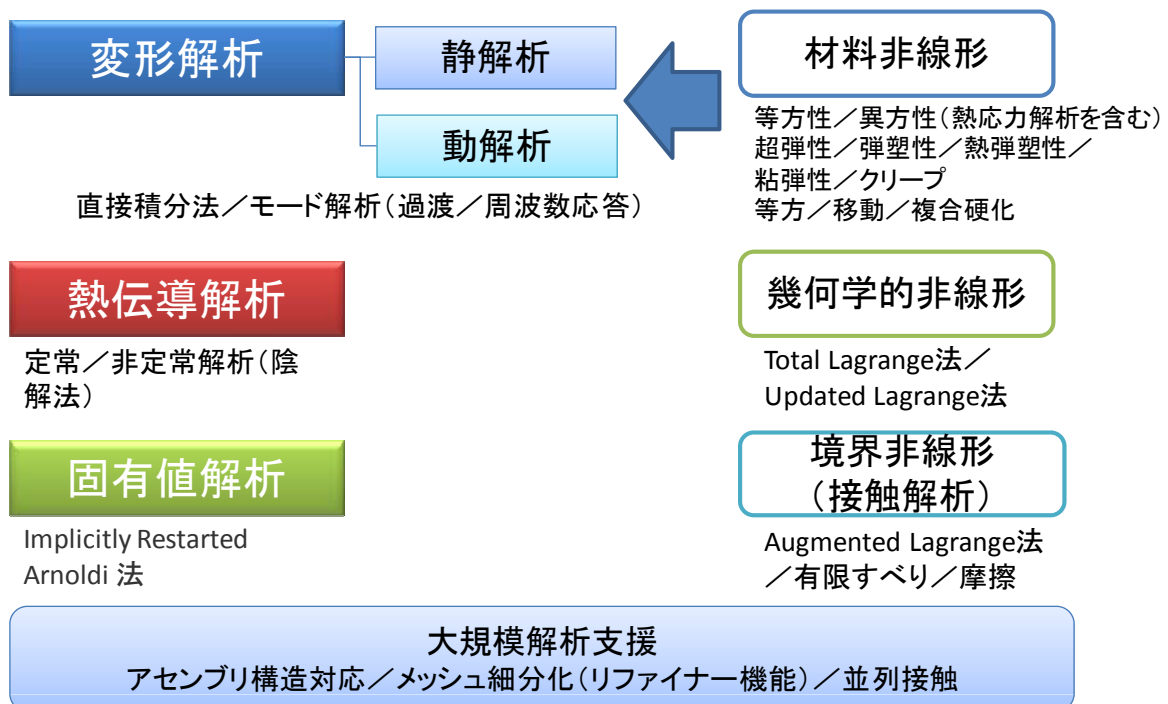 変形解析
静解析
動解析
直接積分法／モード解析（過渡／周波数応答）
熱伝導解析
定常／非定常解析（陰
解法）
固有値解析
Implicitly Restarted
Arnoldi 法
材料非線形
等方性／異方性（熱応力解析を含む）
超弾性／弾塑性／熱弾塑性／
粘弾性／クリープ
等方／移動／複合硬化
幾何学的非線形
Total Lagrange法／
Updated Lagrange法
境界非線形
（接触解析）
Augmented Lagrange法
／有限すべり／摩擦
大規模解析支援
アセンブリ構造対応／メッシュ細分化（リファイナー機能）／並列接触